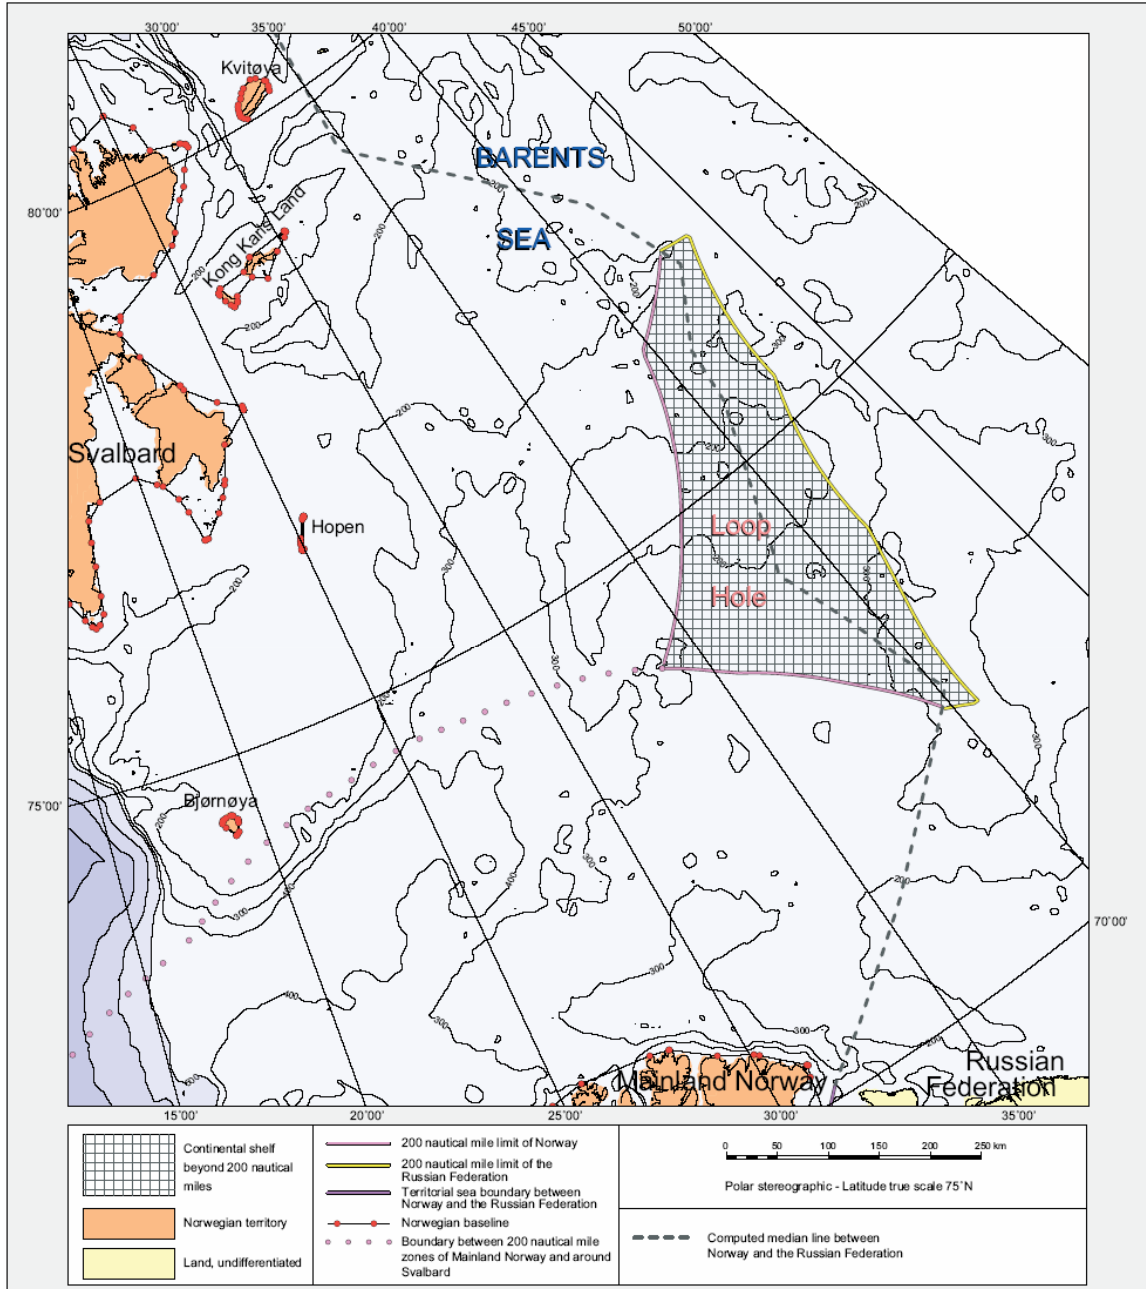 30°00' 35°00' 40°00' 45°00' 50°00'
Kvitøya
BARENTS
SEA
80°00'
Kong Karls Land
Svalbard
Hopen
Loop
Hole
75°00'
Bjørnøya
70°00'
Mainland Norway
Russian
Federation
15°00' 20°00' 25°00' 30°00' 35°00'
Continental shelf
beyond 200 nautical
miles
Norwegian territory
Land, undifferentiated
200 nautical mile limit of Norway
200 nautical mile limit of the
Russian Federation
Territorial sea boundary between
Norway and the Russian Federation
Norwegian baseline
Boundary between 200 nautical mile
zones of Mainland Norway and around
Svalbard
0 50 100 150 200 250 km
Polar stereographic - Latitude true scale 75°N
Computed median line between
Norway and the Russian Federation